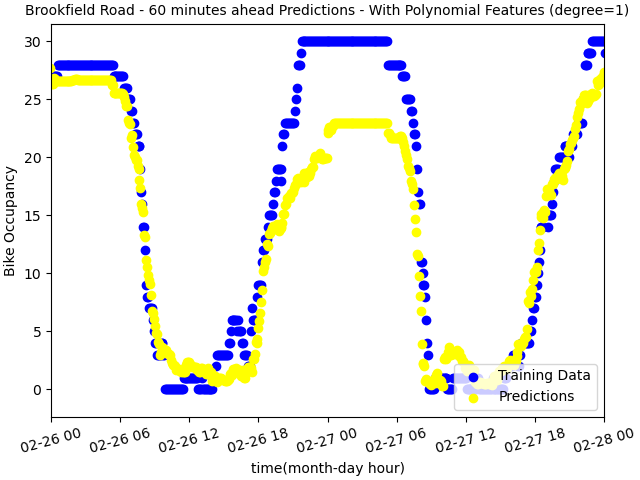 Brookfield Road - 60 minutes ahead Predictions - With Polynomial Features (degree=1)
30
25
20
15
10
5
0
Bike Occupancy
Training Data
Predictions
02-26 00 02-26 06 02-26 12 02-26 18 02-27 00 02-27 06 02-27 12 02-27 18 02-28 00
time(month-day hour)